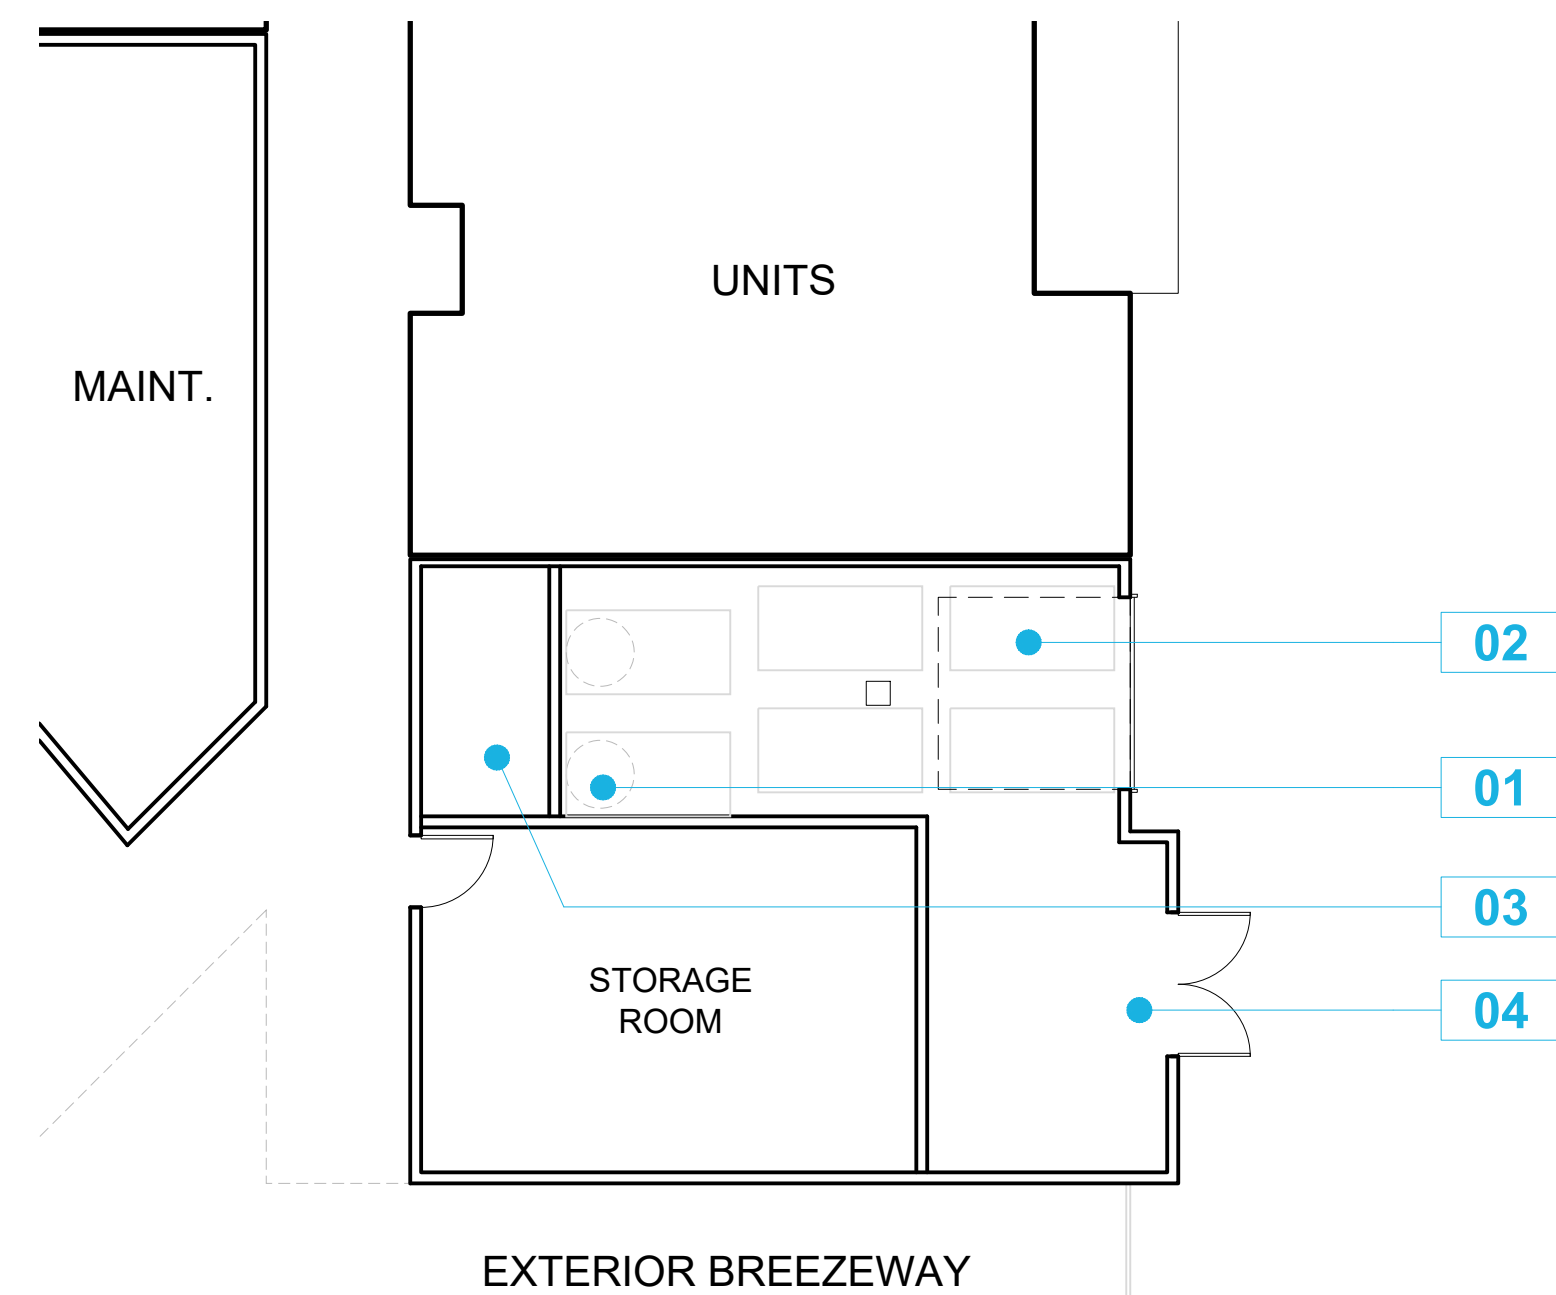 UNITS
MAINT.
02
01
03
04
STORAGE
ROOM
EXTERIOR BREEZEWAY